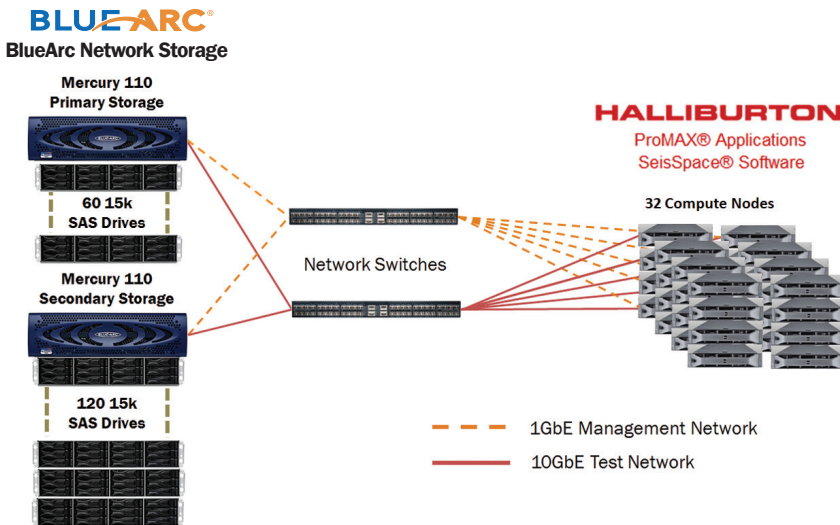 BLUEARC®
BlueArc Network Storage
Mercury 110
Primary Storage
60 15k
SAS Drives
Mercury 110
Secondary Storage
120 15k
SAS Drives
Network Switches
HALLIBURTON
ProMAX® Applications
SeisSpace® Software
32 Compute Nodes
1GbE Management Network
10GbE Test Network